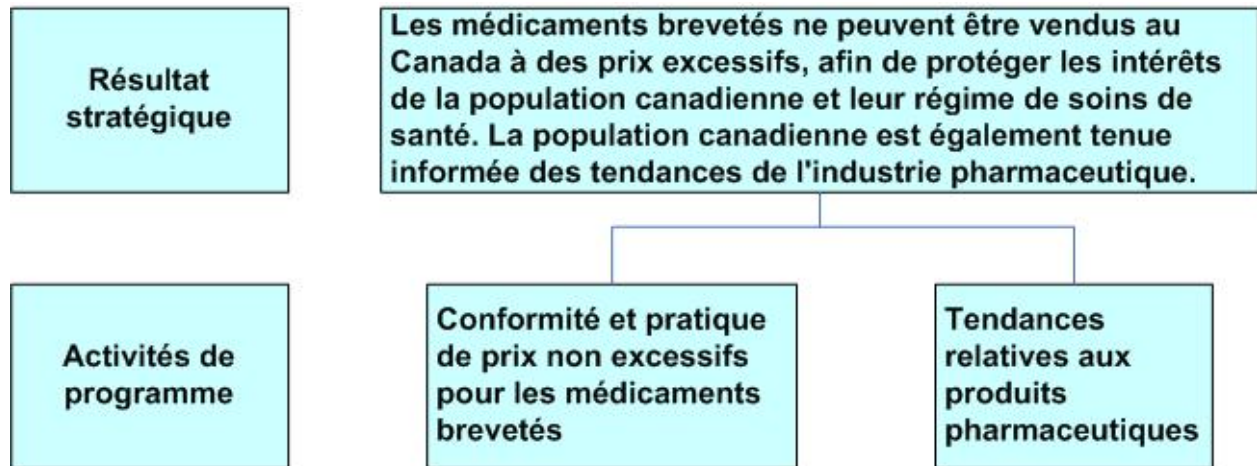 Résultat
stratégique
Les médicaments brevetés ne peuvent être vendus au
Canada à des prix excessifs, afin de protéger les intérêts
de la population canadienne et leur régime de soins de
santé. La population canadienne est également tenue
informée des tendances de l'industrie pharmaceutique.
Activités de
programme
Conformité et pratique
de prix non excessifs
pour les médicaments
brevetés
Tendances
relatives aux
produits
pharmaceutiques